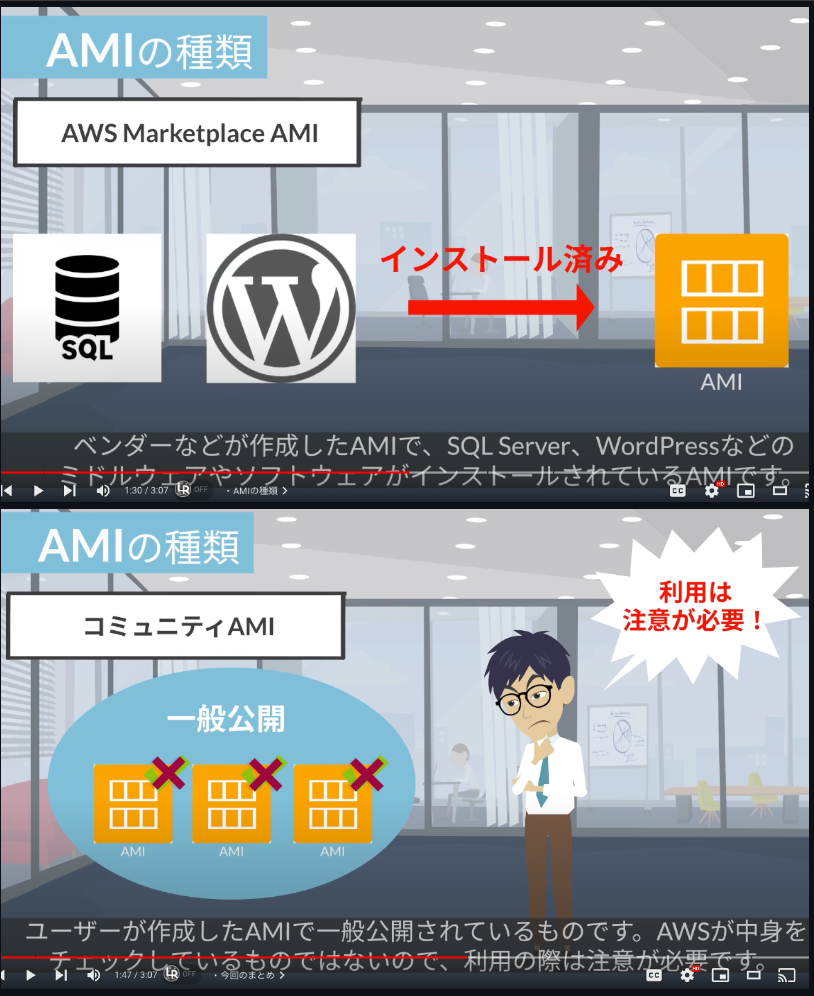 AMIの種類
AWS Marketplace AMI
SQL
インストール済み
AMI
ベンダーなどが作成したAMIで、SQL Server、WordPressなどの
ミドルウェアやソフトウェアがインストールされているAMIです。
1:30 / 3:07
LR OFF
・AMIの種類
CC
HD
AMIの種類
コミュニティAMI
利用は
注意が必要！
一般公開
AMI AMI AMI
ユーザーが作成したAMIで一般公開されているものです。AWSが中身を
チェックしているものではないので、利用の際は注意が必要です。
1:47 / 3:07
LR OFF
・今回のまとめ
CC
HD